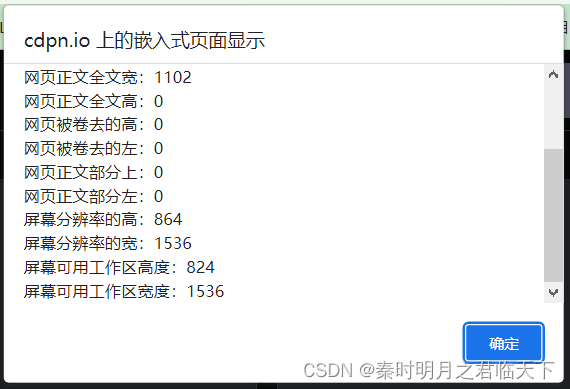 cdpn.io 上的嵌入式页面显示
网页正文全文宽：1102
网页正文全文高：0
网页被卷去的高：0
网页被卷去的左：0
网页正文部分上：0
网页正文部分左：0
屏幕分辨率的高：864
屏幕分辨率的宽：1536
屏幕可用工作区高度：824
屏幕可用工作区宽度：1536
确定
CSDN @秦时明月之君临天下